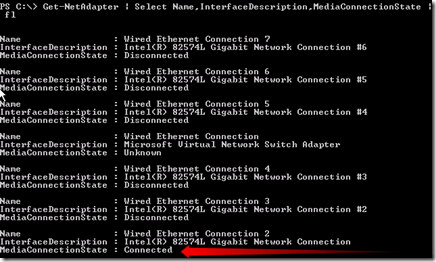 PS C:\> Get-NetAdapter | Select Name,InterfaceDescription,MediaConnectionState |
fl
Name : Wired Ethernet Connection 7
InterfaceDescription : Intel(R) 82574L Gigabit Network Connection #6
MediaConnectionState : Disconnected
Name : Wired Ethernet Connection 6
InterfaceDescription : Intel(R) 82574L Gigabit Network Connection #5
MediaConnectionState : Disconnected
Name : Wired Ethernet Connection 5
InterfaceDescription : Intel(R) 82574L Gigabit Network Connection #4
MediaConnectionState : Disconnected
Name : Wired Ethernet Connection
InterfaceDescription : Microsoft Virtual Network Switch Adapter
MediaConnectionState : Unknown
Name : Wired Ethernet Connection 4
InterfaceDescription : Intel(R) 82574L Gigabit Network Connection #3
MediaConnectionState : Disconnected
Name : Wired Ethernet Connection 3
InterfaceDescription : Intel(R) 82574L Gigabit Network Connection #2
MediaConnectionState : Disconnected
Name : Wired Ethernet Connection 2
InterfaceDescription : Intel(R) 82574L Gigabit Network Connection
MediaConnectionState : Connected